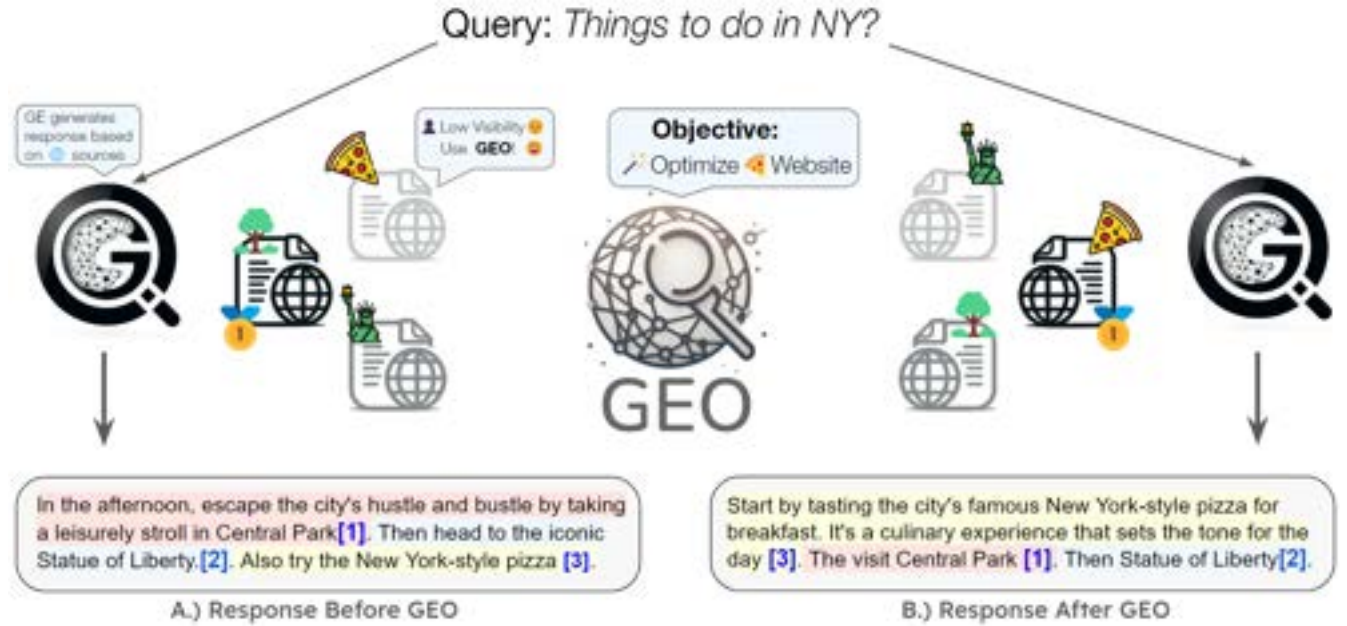 Query: Things to do in NY?
GE generates
response based
on 🌐 sources
👤 Low Visibility 😕
Use GEO! 😀
Objective:
🪄 Optimize 🍕 Website
G
1
G
1
GEO
In the afternoon, escape the city's hustle and bustle by taking
a leisurely stroll in Central Park[1]. Then head to the iconic
Statue of Liberty.[2]. Also try the New York-style pizza [3].
A.) Response Before GEO
Start by tasting the city's famous New York-style pizza for
breakfast. It's a culinary experience that sets the tone for the
day [3]. The visit Central Park [1]. Then Statue of Liberty[2].
B.) Response After GEO